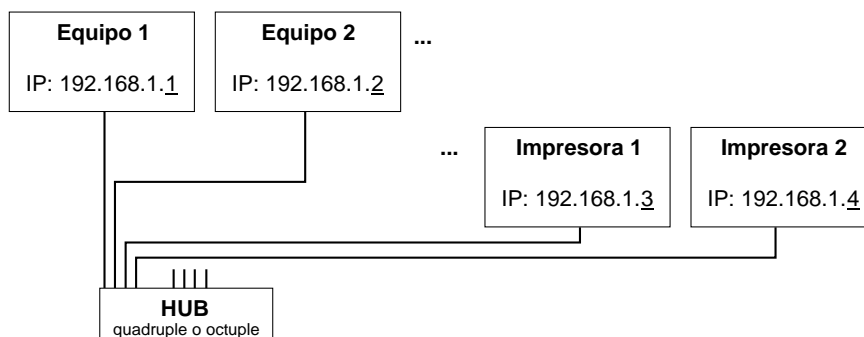 Equipo 1
IP: 192.168.1.1
Equipo 2
IP: 192.168.1.2
...
...
Impresora 1
IP: 192.168.1.3
Impresora 2
IP: 192.168.1.4
HUB
quadruple o octuple